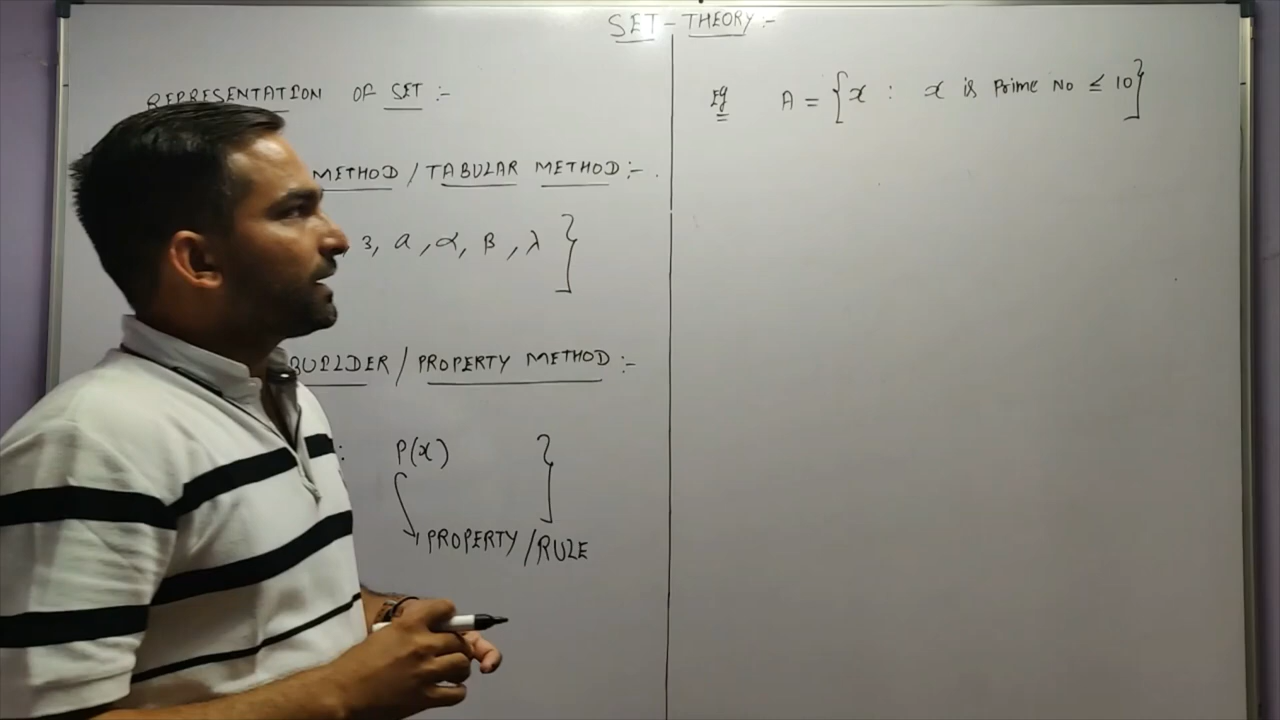 SET - THEORY :-
REPRESENTATION OF SET :-
METHOD / TABULAR METHOD :- .
3, a, α, β, λ }
BUILDER / PROPERTY METHOD :-
: P(x) }
PROPERTY / RULE
Eg A = { x : x is Prime No ≤ 10 }